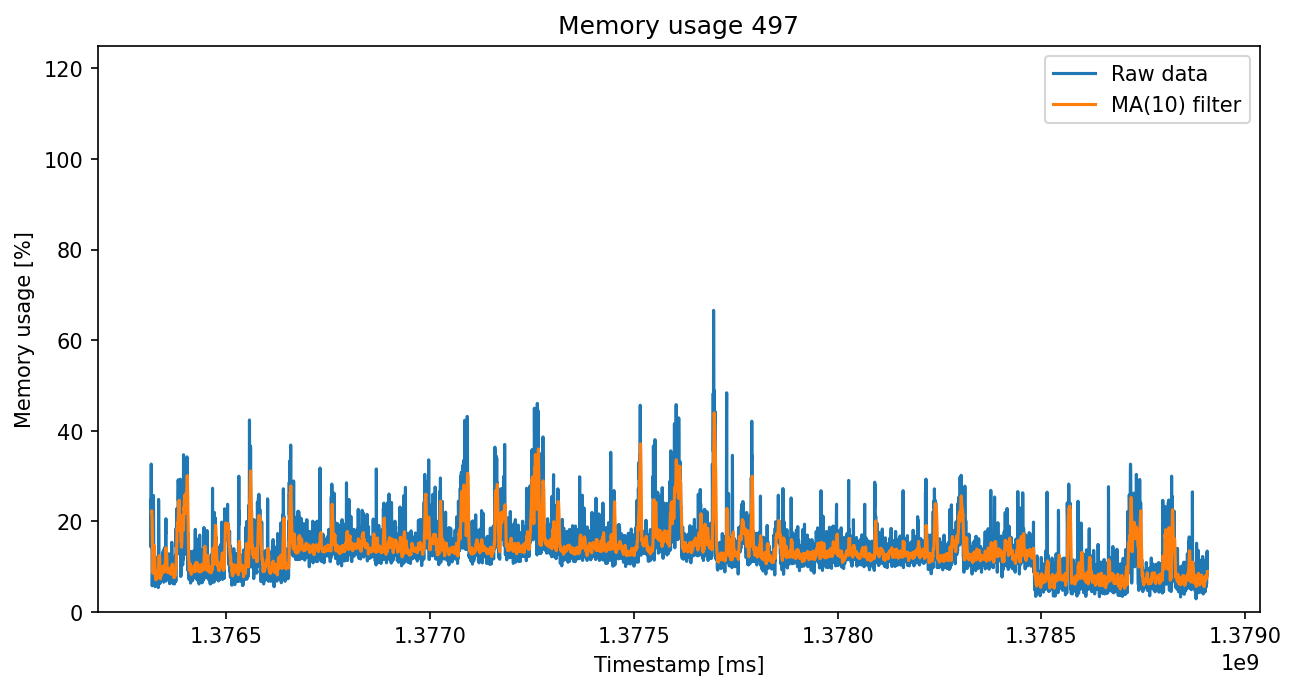 Memory usage 497
Raw data
MA(10) filter
120
100
80
60
40
20
0
Memory usage [%]
1.3765 1.3770 1.3775 1.3780 1.3785 1.3790
1e9
Timestamp [ms]